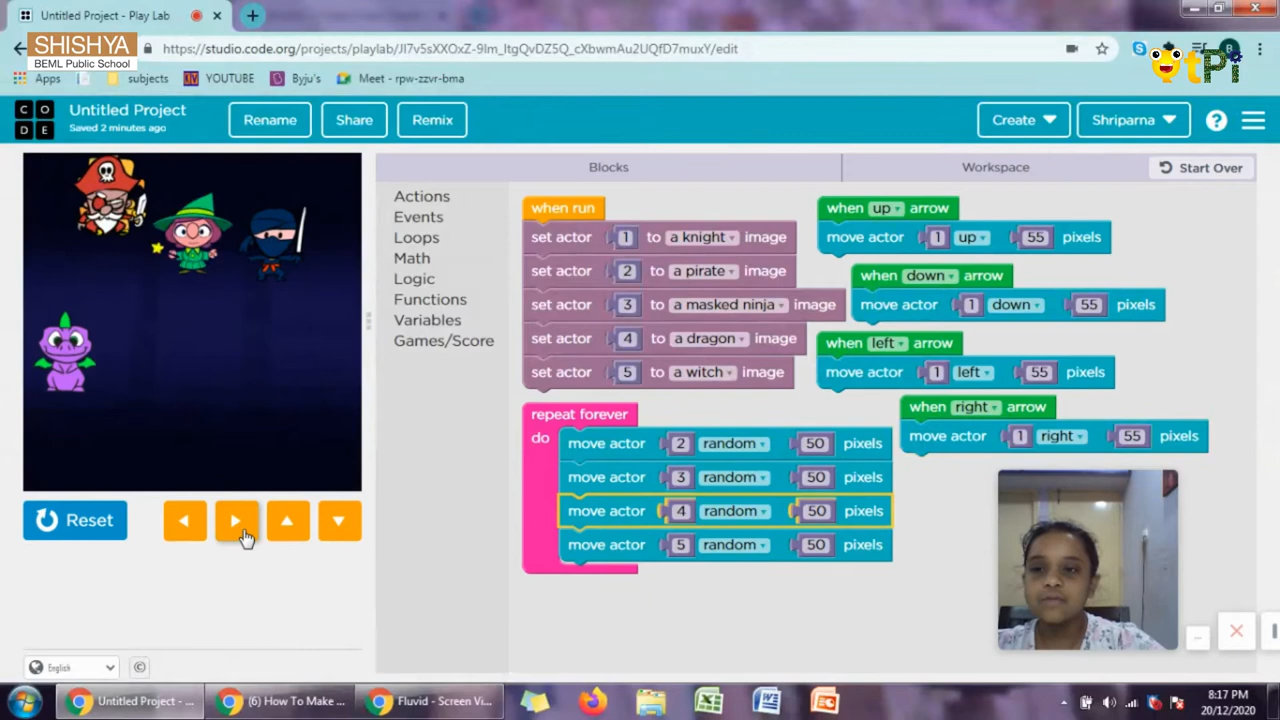 Untitled Project - Play Lab
SHISHYA
BEML Public School
https://studio.code.org/projects/playlab/
/edit
OtPi
Apps
subjects
YOUTUBE
Byju's
Meet - rpw-zzvr-bma
CODE
Untitled Project
Saved 2 minutes ago
Rename
Share
Remix
Create
Shriparna
?
Blocks
Workspace
Start Over
Actions
Events
Loops
Math
Logic
Functions
Variables
Games/Score
when run
set actor 1 to a knight image
set actor 2 to a pirate image
set actor 3 to a masked ninja image
set actor 4 to a dragon image
set actor 5 to a witch image
repeat forever
do
move actor 2 random 50 pixels
move actor 3 random 50 pixels
move actor 4 random 50 pixels
move actor 5 random 50 pixels
when up arrow
move actor 1 up 55 pixels
when down arrow
move actor 1 down 55 pixels
when left arrow
move actor 1 left 55 pixels
when right arrow
move actor 1 right 55 pixels
Reset
English
©
Untitled Project - ...
(6) How To Make ...
Fluvid - Screen Vi...
8:17 PM
20/12/2020